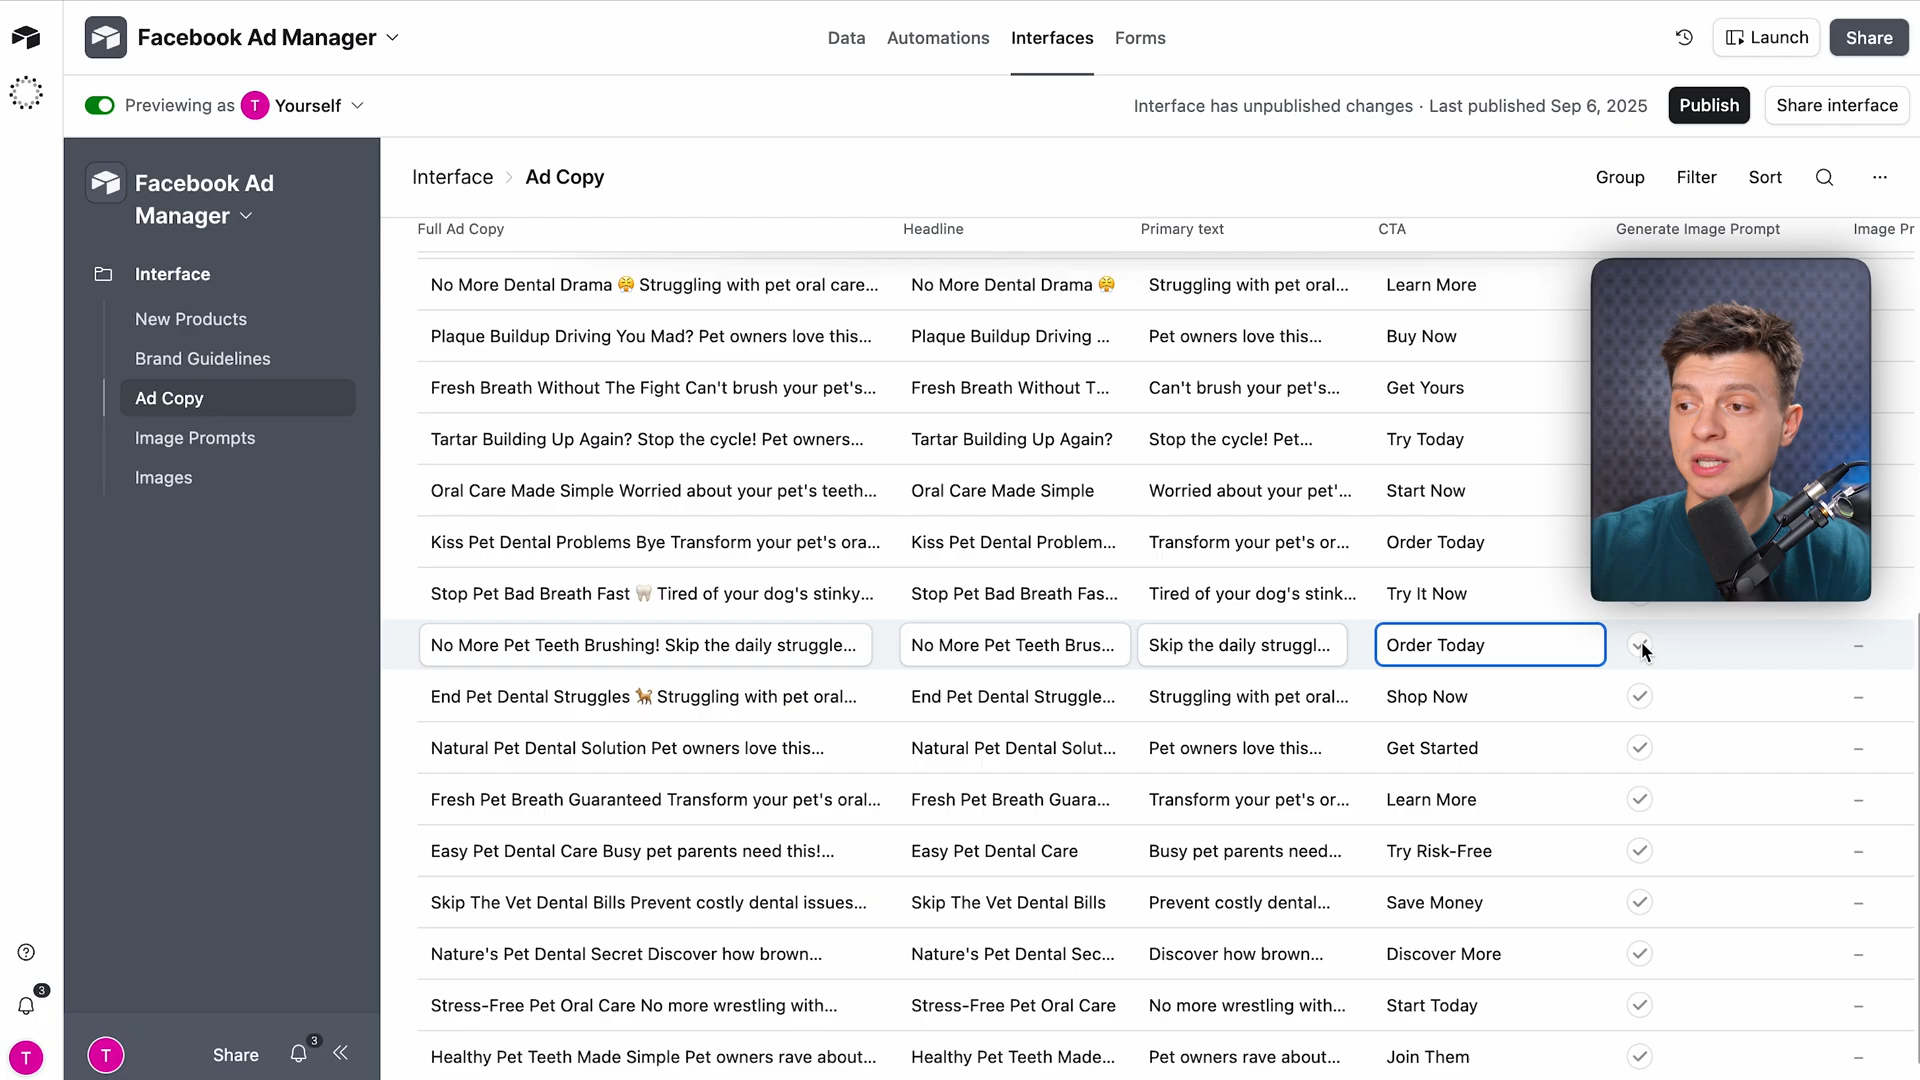 Facebook Ad Manager
Data Automations Interfaces Forms
Launch Share
Previewing as T Yourself
Interface has unpublished changes · Last published Sep 6, 2025 Publish Share interface
Facebook Ad
Manager
Interface
New Products
Brand Guidelines
Ad Copy
Image Prompts
Images
Interface > Ad Copy
Group Filter Sort
Full Ad Copy Headline Primary text CTA Generate Image Prompt Image Pr
No More Dental Drama 😤 Struggling with pet oral care... No More Dental Drama 😤 Struggling with pet oral... Learn More
Plaque Buildup Driving You Mad? Pet owners love this... Plaque Buildup Driving ... Pet owners love this... Buy Now
Fresh Breath Without The Fight Can't brush your pet's... Fresh Breath Without T... Can't brush your pet's... Get Yours
Tartar Building Up Again? Stop the cycle! Pet owners... Tartar Building Up Again? Stop the cycle! Pet... Try Today
Oral Care Made Simple Worried about your pet's teeth... Oral Care Made Simple Worried about your pet'... Start Now
Kiss Pet Dental Problems Bye Transform your pet's ora... Kiss Pet Dental Problem... Transform your pet's or... Order Today
Stop Pet Bad Breath Fast 🦷 Tired of your dog's stinky... Stop Pet Bad Breath Fas... Tired of your dog's stink... Try It Now
No More Pet Teeth Brushing! Skip the daily struggle... No More Pet Teeth Brus... Skip the daily struggl... Order Today –
End Pet Dental Struggles 🐕 Struggling with pet oral... End Pet Dental Struggle... Struggling with pet oral... Shop Now –
Natural Pet Dental Solution Pet owners love this... Natural Pet Dental Solut... Pet owners love this... Get Started –
Fresh Pet Breath Guaranteed Transform your pet's oral... Fresh Pet Breath Guara... Transform your pet's or... Learn More –
Easy Pet Dental Care Busy pet parents need this!... Easy Pet Dental Care Busy pet parents need... Try Risk-Free –
Skip The Vet Dental Bills Prevent costly dental issues... Skip The Vet Dental Bills Prevent costly dental... Save Money –
Nature's Pet Dental Secret Discover how brown... Nature's Pet Dental Sec... Discover how brown... Discover More –
Stress-Free Pet Oral Care No more wrestling with... Stress-Free Pet Oral Care No more wrestling with... Start Today –
Healthy Pet Teeth Made Simple Pet owners rave about... Healthy Pet Teeth Made... Pet owners rave about... Join Them –
3
T
T Share 3